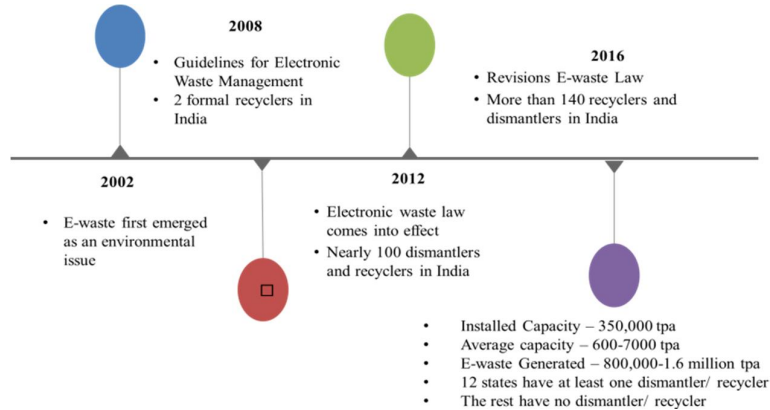 2008
• Guidelines for Electronic
Waste Management
• 2 formal recyclers in
India
2016
• Revisions E-waste Law
• More than 140 recyclers and
dismantlers in India
2002
• E-waste first emerged
as an environmental
issue
2012
• Electronic waste law
comes into effect
• Nearly 100 dismantlers
and recyclers in India
• Installed Capacity – 350,000 tpa
• Average capacity – 600-7000 tpa
• E-waste Generated – 800,000-1.6 million tpa
• 12 states have at least one dismantler/ recycler
• The rest have no dismantler/ recycler